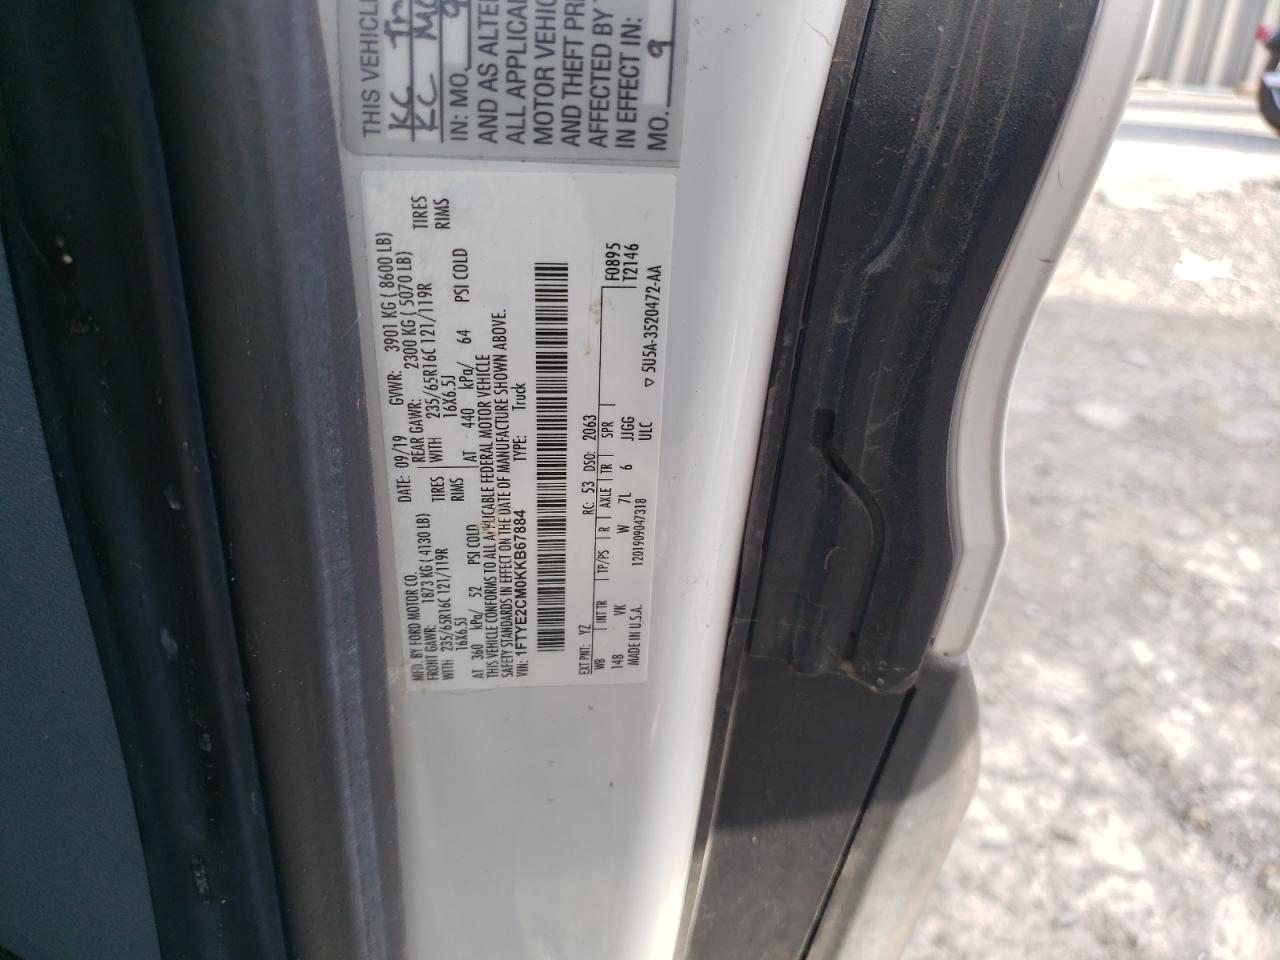 THIS VEHICLE
KC
KC
IN: MO. 9
AND AS ALTER
ALL APPLICA
MOTOR VEHIC
AND THEFT PR
AFFECTED BY
IN EFFECT IN:
MO. 9
MFD. BY FORD MOTOR CO. DATE: 09/19 GVWR: 3901 KG ( 8600 LB)
FRONT GAWR: 1873 KG ( 4130 LB) REAR GAWR: 2300 KG ( 5070 LB)
WITH 235/65R16C 121/119R TIRES WITH 235/65R16C 121/119R TIRES
16X6.5J RIMS 16X6.5J RIMS
AT 360 kPa/ 52 PSI COLD AT 440 kPa/ 64 PSI COLD
THIS VEHICLE CONFORMS TO ALL APPLICABLE FEDERAL MOTOR VEHICLE
SAFETY STANDARDS IN EFFECT ON THE DATE OF MANUFACTURE SHOWN ABOVE.
VIN: 1FTYE2CM0KKB67884 TYPE: Truck
EXT PNT: YZ RC: 53 DSO: 2063
WB INT TR TP/PS R AXLE TR SPR F0895
148 VK W 7L 6 JJGG T2146
MADE IN U.S.A. 1201909047318 ULC
▽ 5U5A-3520472-AA